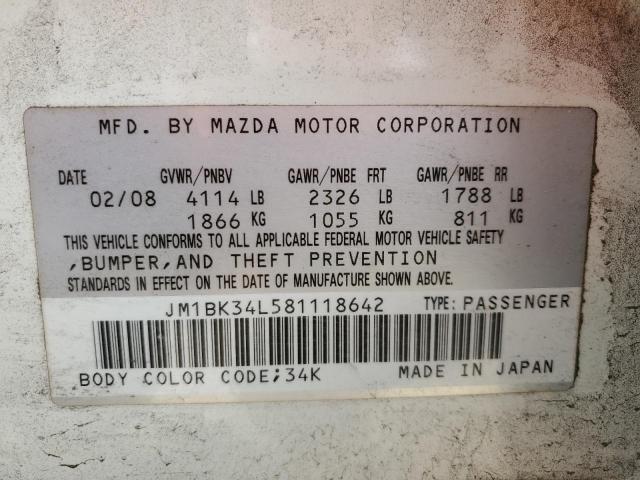 MFD. BY MAZDA MOTOR CORPORATION
DATE GVWR/PNBV GAWR/PNBE FRT GAWR/PNBE RR
02/08 4114 LB 2326 LB 1788 LB
1866 KG 1055 KG 811 KG
THIS VEHICLE CONFORMS TO ALL APPLICABLE FEDERAL MOTOR VEHICLE SAFETY
,BUMPER,AND THEFT PREVENTION
STANDARDS IN EFFECT ON THE DATE OF MANUFACTURE SHOWN ABOVE.
JM1BK34L581118642 TYPE: PASSENGER
BODY COLOR CODE;34K MADE IN JAPAN